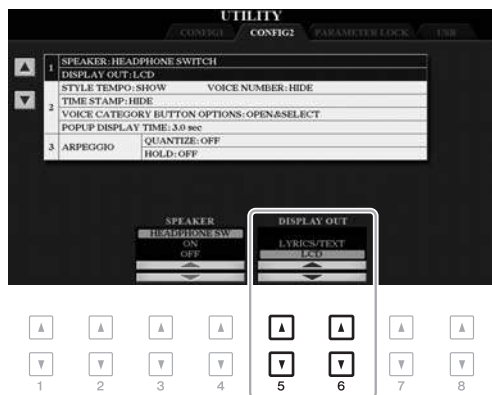 UTILITY
CONFIG1 CONFIG2 PARAMETER LOCK USB
1 SPEAKER:HEADPHONE SWITCH
DISPLAY OUT:LCD
2 STYLE TEMPO:SHOW VOICE NUMBER:HIDE
TIME STAMP:HIDE
VOICE CATEGORY BUTTON OPTIONS:OPEN&SELECT
POPUP DISPLAY TIME:3.0 sec
3 ARPEGGIO QUANTIZE:OFF
HOLD:OFF
SPEAKER DISPLAY OUT
HEADPHONE SW
ON LYRICS/TEXT
OFF LCD
1 2 3 4 5 6 7 8